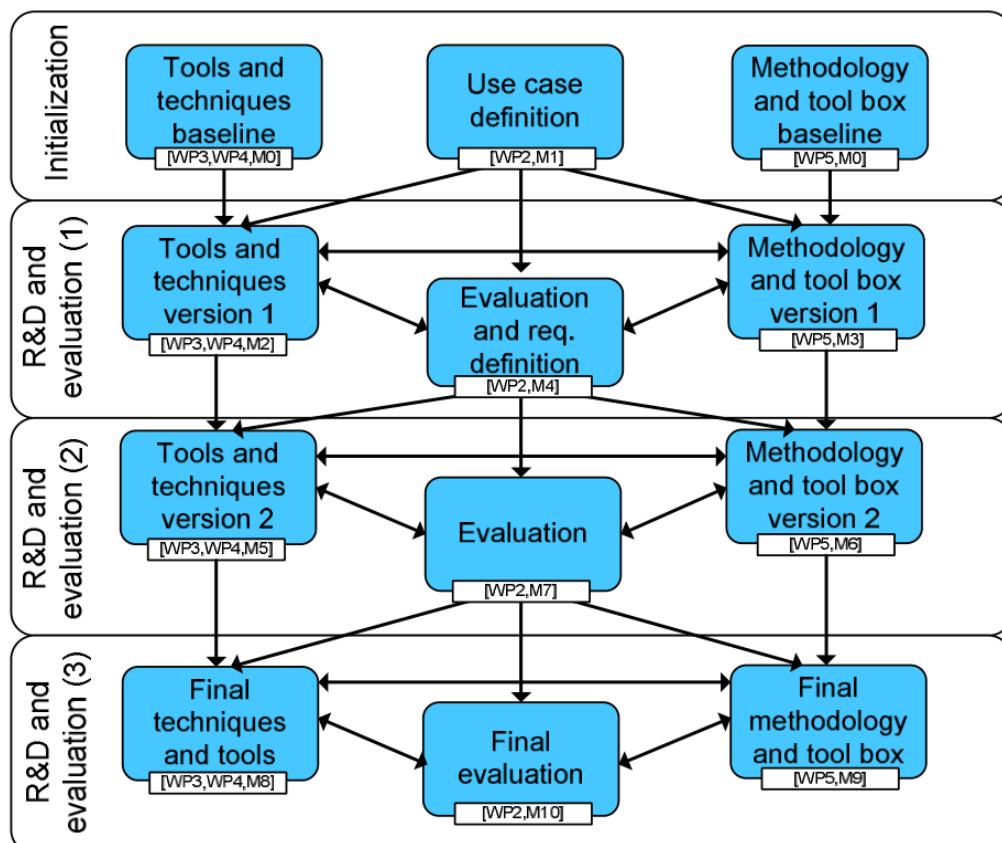 Initialization
Tools and
techniques
baseline
[WP3,WP4,M0]
Use case
definition
[WP2,M1]
Methodology
and tool box
baseline
[WP5,M0]
R&D and
evaluation (1)
Tools and
techniques
version 1
[WP3,WP4,M2]
Evaluation
and req.
definition
[WP2,M4]
Methodology
and tool box
version 1
[WP5,M3]
R&D and
evaluation (2)
Tools and
techniques
version 2
[WP3,WP4,M5]
Evaluation
[WP2,M7]
Methodology
and tool box
version 2
[WP5,M6]
R&D and
evaluation (3)
Final
techniques
and tools
[WP3,WP4,M8]
Final
evaluation
[WP2,M10]
Final
methodology
and tool box
[WP5,M9]